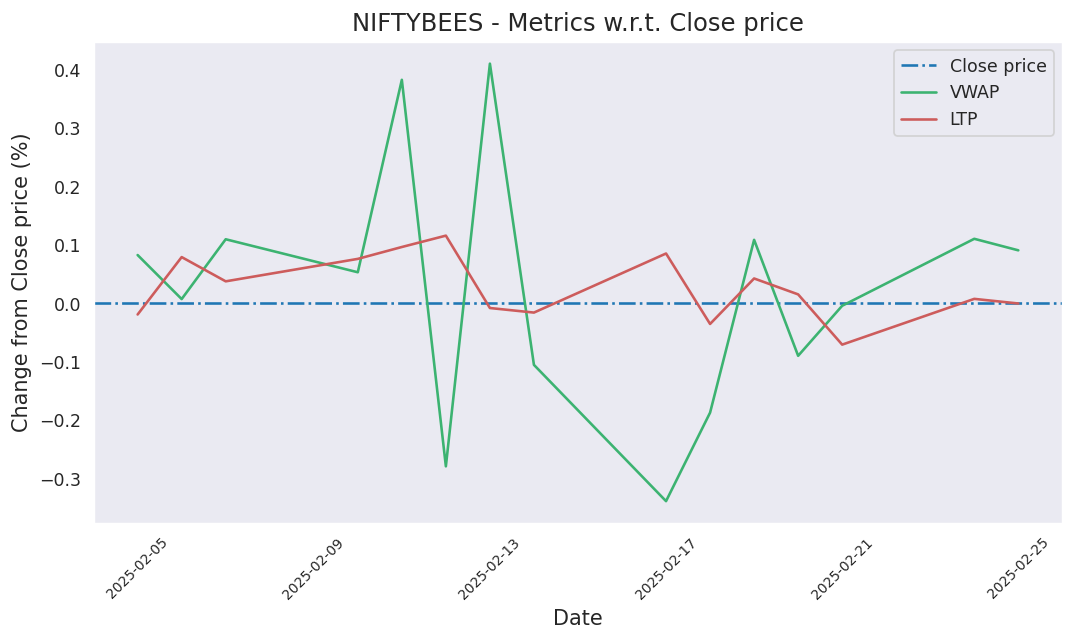 NIFTYBEES - Metrics w.r.t. Close price
Close price
VWAP
LTP
Change from Close price (%)
0.4
0.3
0.2
0.1
0.0
−0.1
−0.2
−0.3
2025-02-05
2025-02-09
2025-02-13
2025-02-17
2025-02-21
2025-02-25
Date